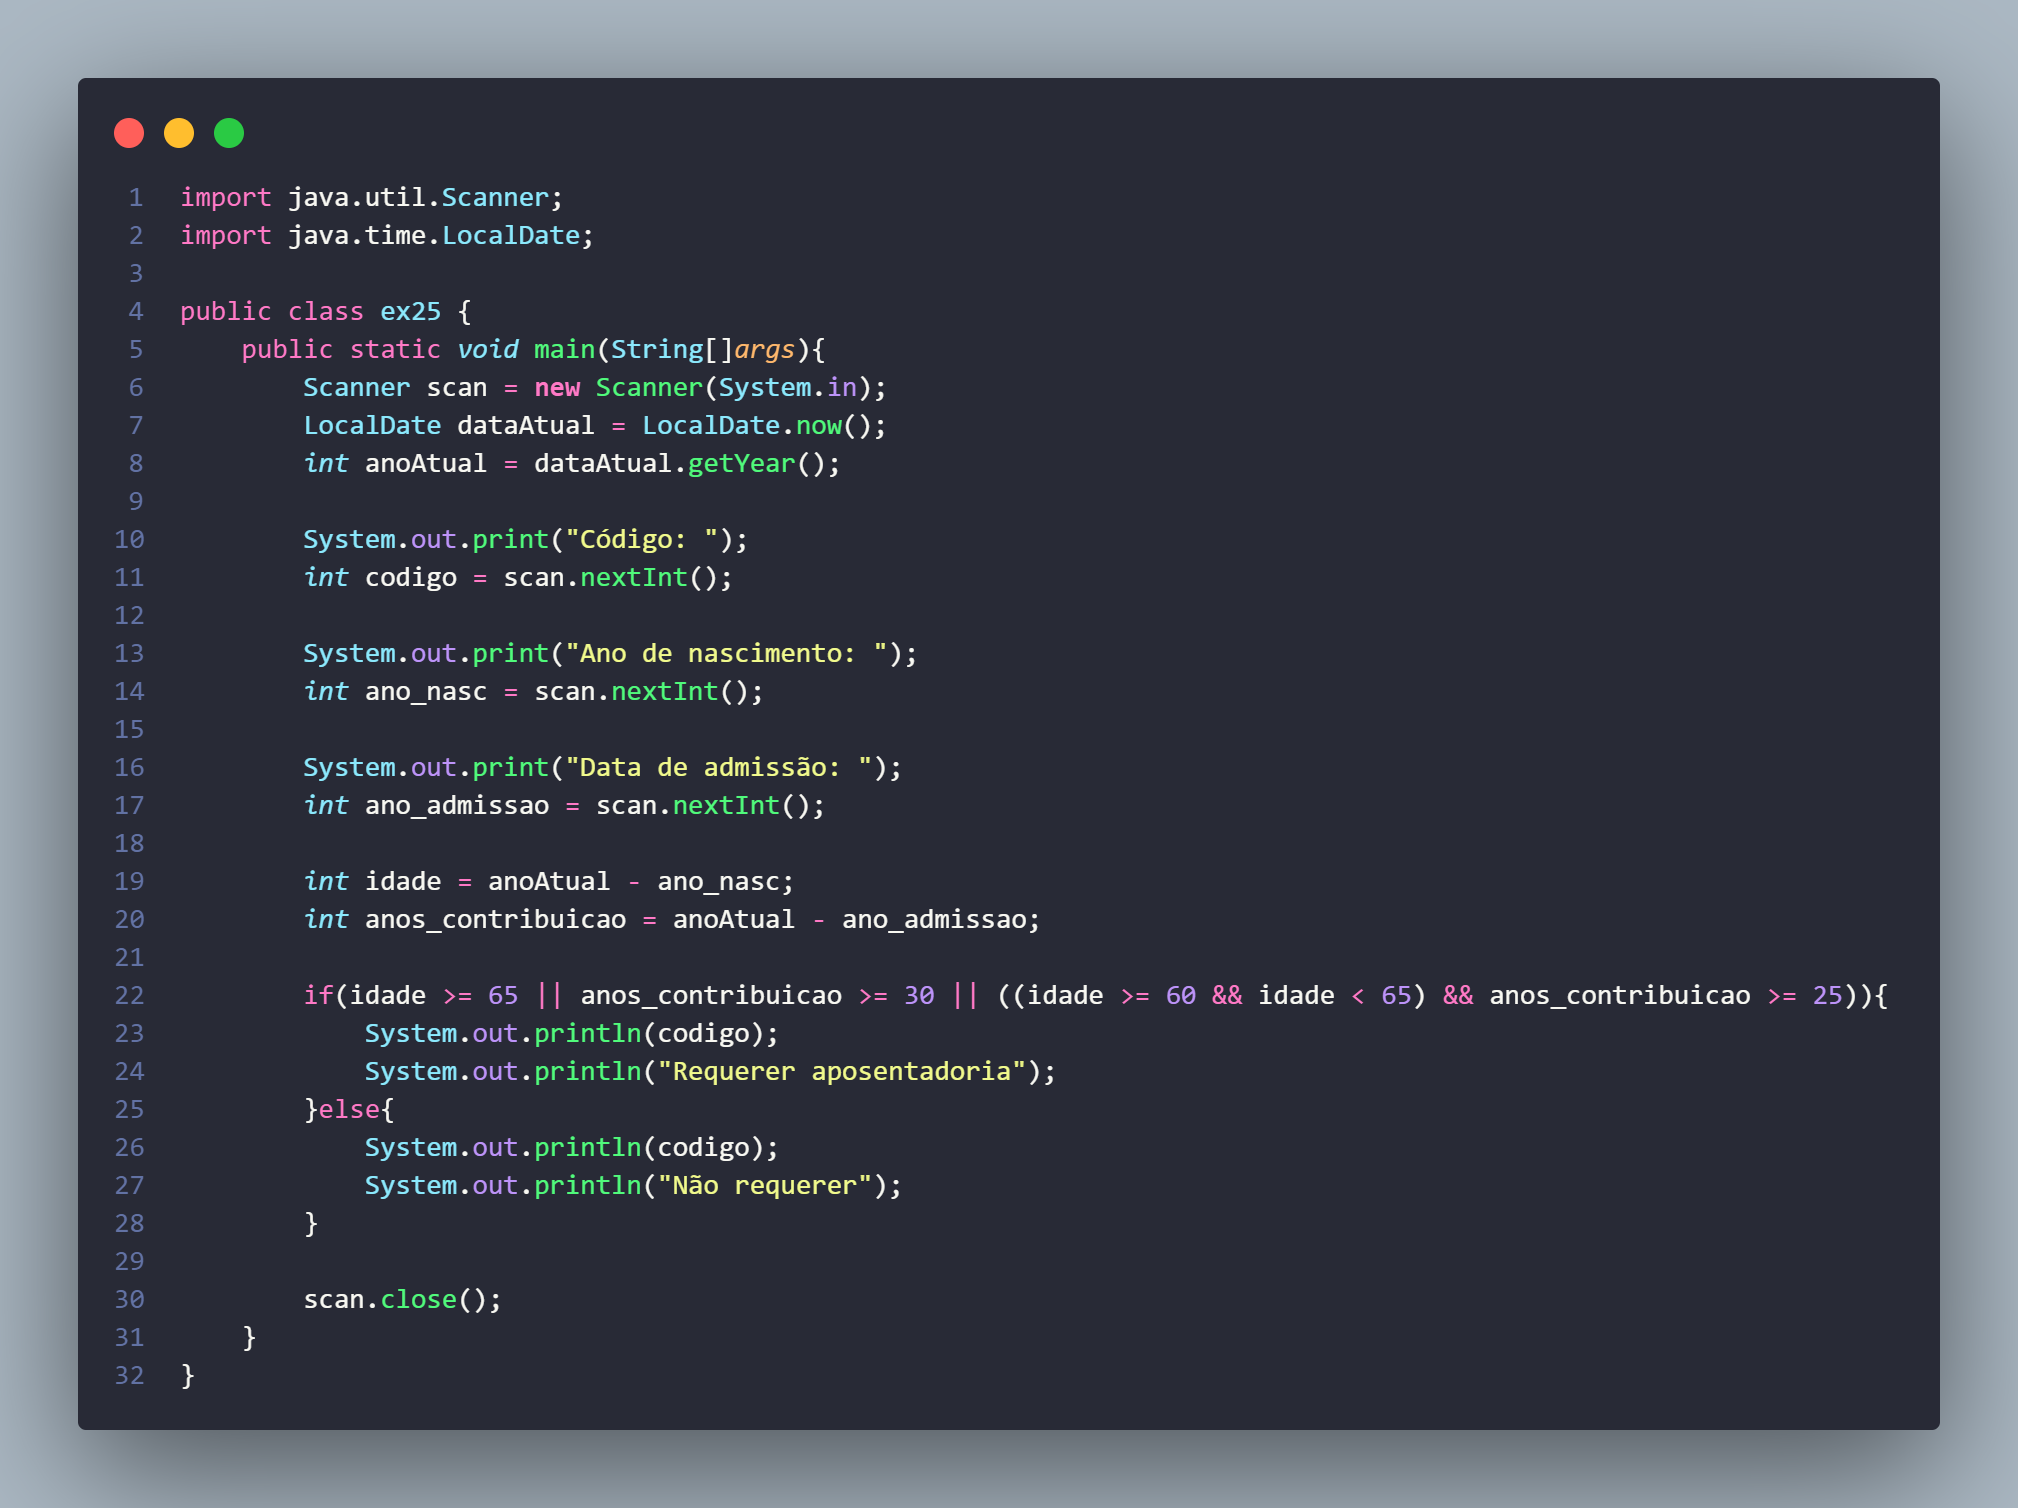 1 import java.util.Scanner;
2 import java.time.LocalDate;
3
4 public class ex25 {
5     public static void main(String[]args){
6         Scanner scan = new Scanner(System.in);
7         LocalDate dataAtual = LocalDate.now();
8         int anoAtual = dataAtual.getYear();
9
10         System.out.print("Código: ");
11         int codigo = scan.nextInt();
12
13         System.out.print("Ano de nascimento: ");
14         int ano_nasc = scan.nextInt();
15
16         System.out.print("Data de admissão: ");
17         int ano_admissao = scan.nextInt();
18
19         int idade = anoAtual - ano_nasc;
20         int anos_contribuicao = anoAtual - ano_admissao;
21
22         if(idade >= 65 || anos_contribuicao >= 30 || ((idade >= 60 && idade < 65) && anos_contribuicao >= 25)){
23             System.out.println(codigo);
24             System.out.println("Requerer aposentadoria");
25         }else{
26             System.out.println(codigo);
27             System.out.println("Não requerer");
28         }
29
30         scan.close();
31     }
32 }